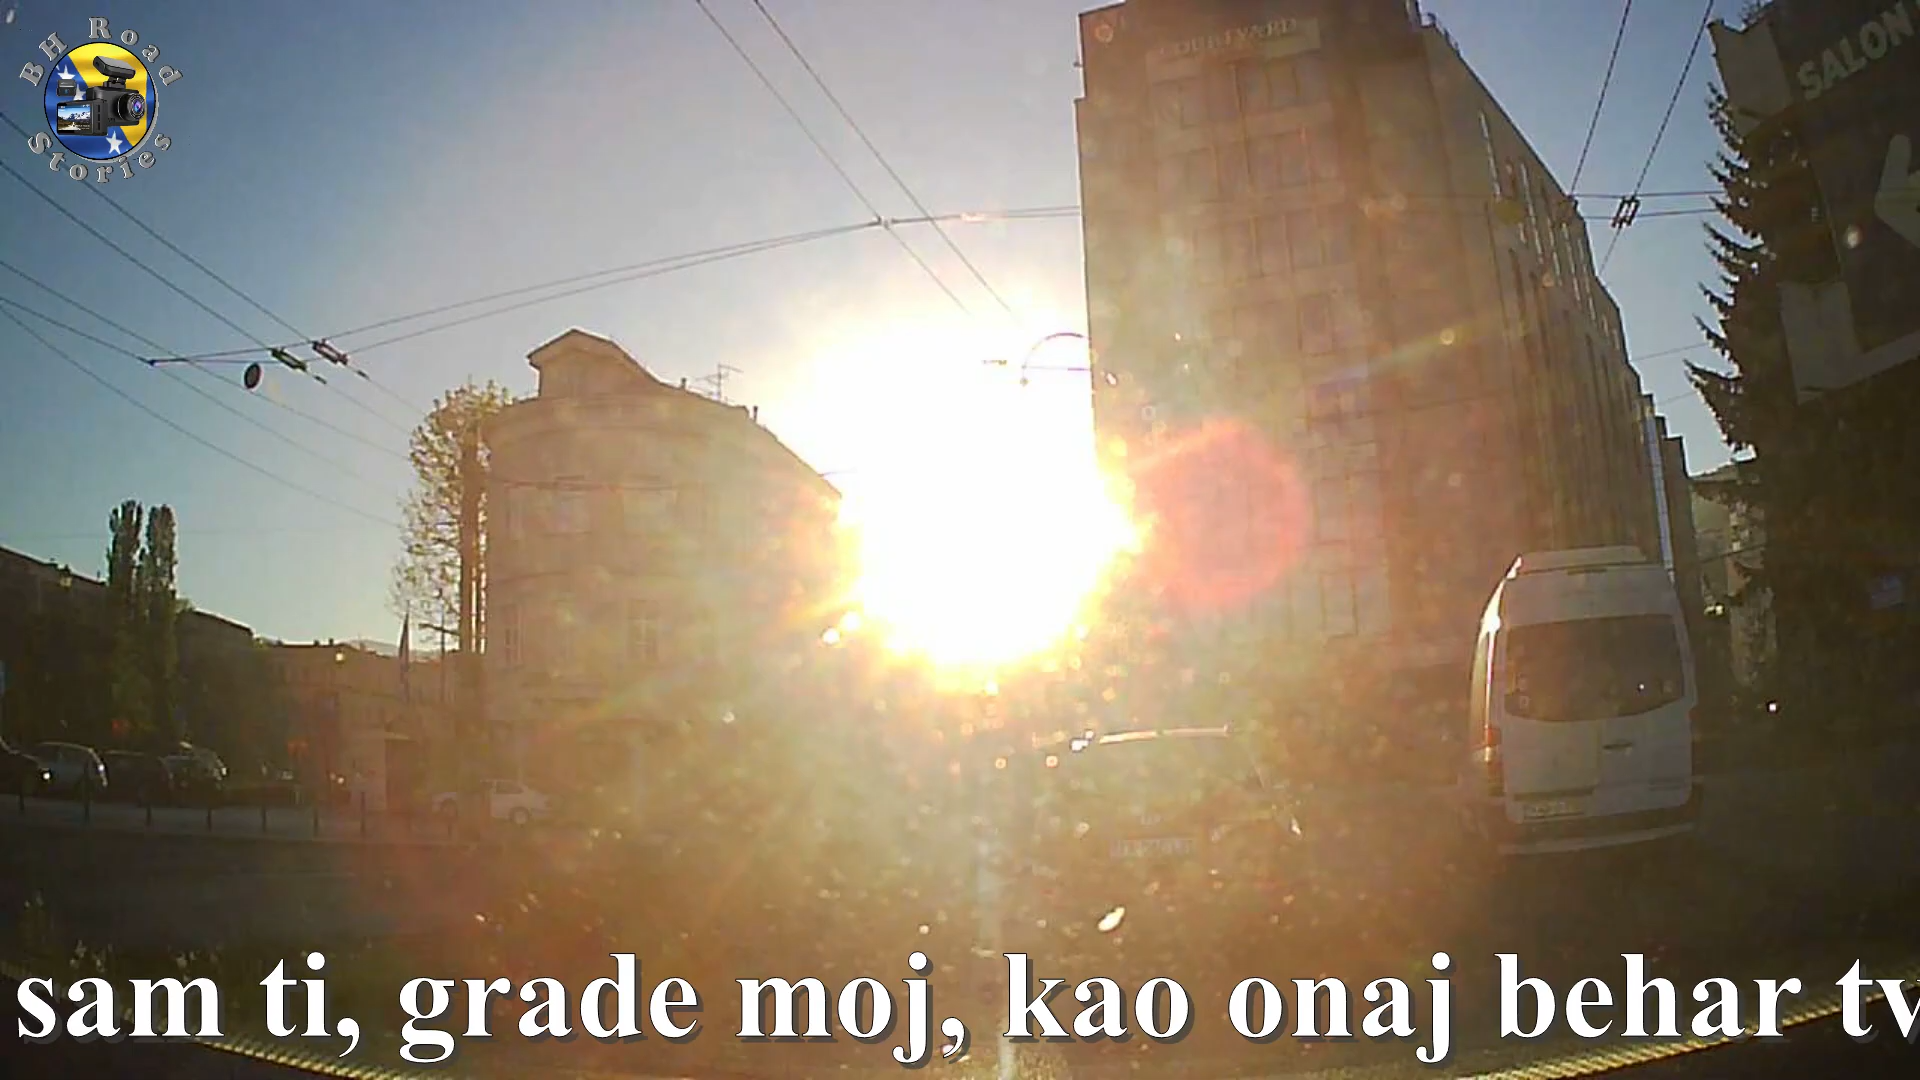 BH Road
Stories
COURTYARD
SALON
sam ti, grade moj, kao onaj behar tv